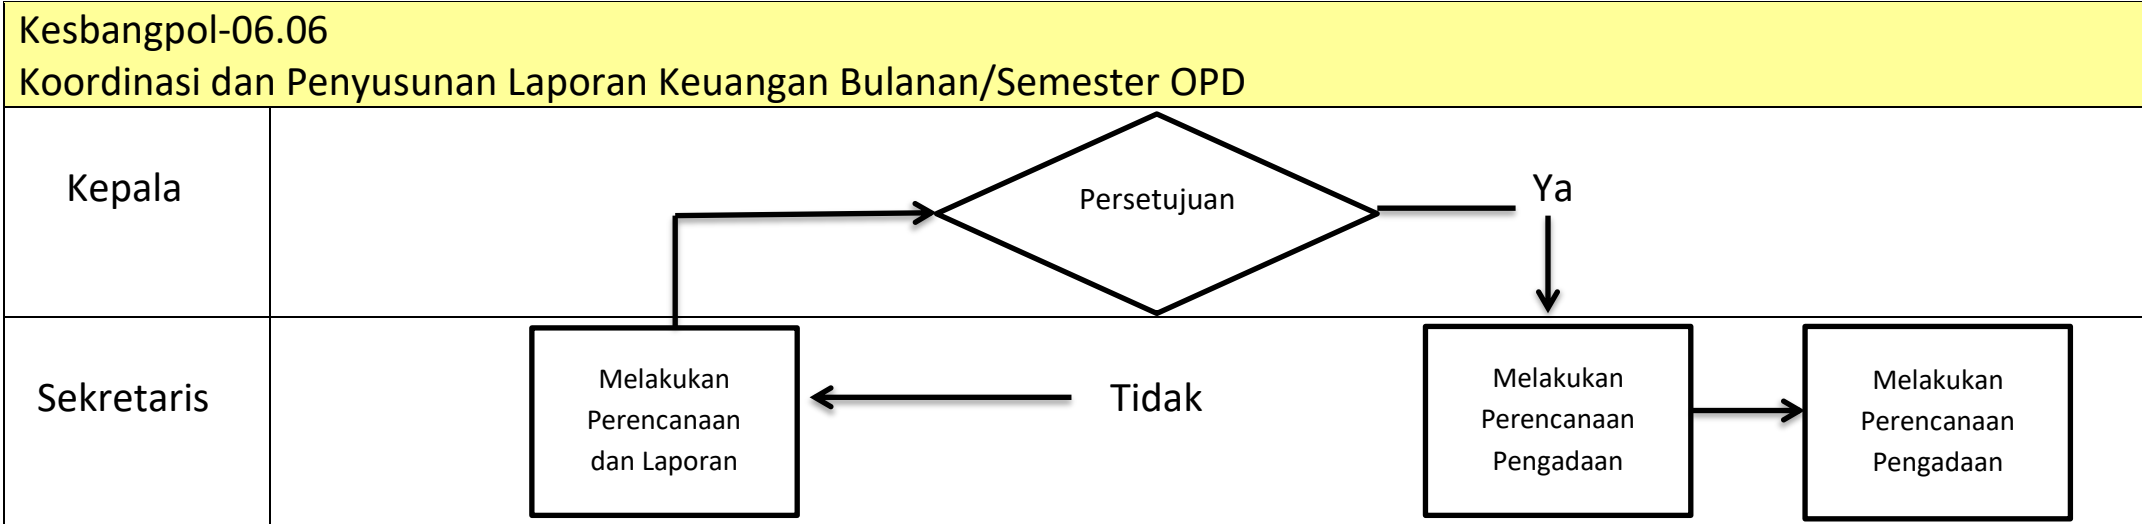 Kesbangpol-06.06
Koordinasi dan Penyusunan Laporan Keuangan Bulanan/Semester OPD
Kepala
Persetujuan
Ya
Sekretaris
Melakukan
Perencanaan
dan Laporan
Tidak
Melakukan
Perencanaan
Pengadaan
Melakukan
Perencanaan
Pengadaan